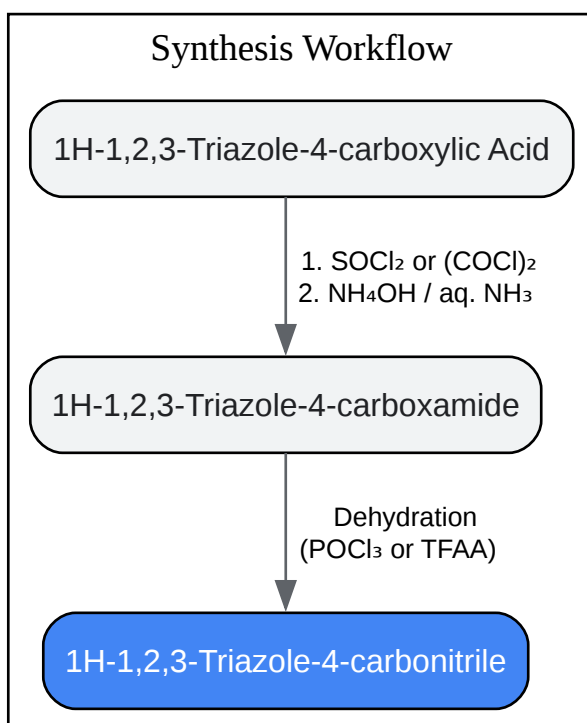 Synthesis Workflow
1H-1,2,3-Triazole-4-carboxylic Acid
1. SOCl₂ or (COCl)₂
2. NH₄OH / aq. NH₃
1H-1,2,3-Triazole-4-carboxamide
Dehydration
(POCl₃ or TFAA)
1H-1,2,3-Triazole-4-carbonitrile